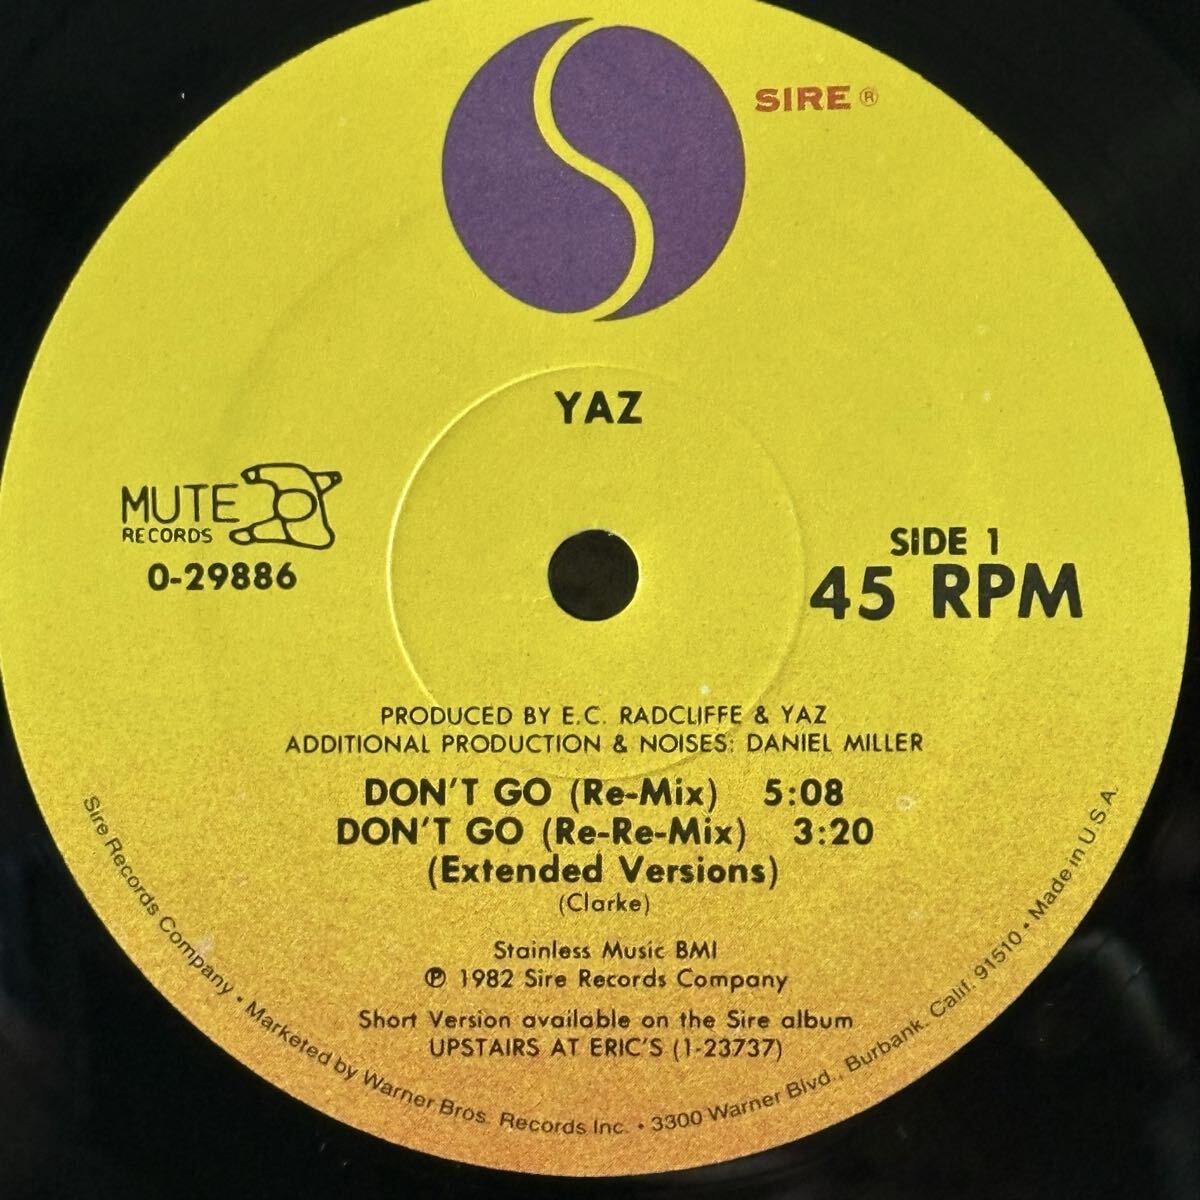 SIRE ®
YAZ
MUTE
RECORDS
0-29886
SIDE 1
45 RPM
PRODUCED BY E.C. RADCLIFFE & YAZ
ADDITIONAL PRODUCTION & NOISES: DANIEL MILLER
DON'T GO (Re-Mix) 5:08
DON'T GO (Re-Re-Mix) 3:20
(Extended Versions)
(Clarke)
Stainless Music BMI
℗ 1982 Sire Records Company
Short Version available on the Sire album
UPSTAIRS AT ERIC'S (1-23737)
Sire Records Company • Marketed by Warner Bros. Records Inc. • 3300 Warner Blvd., Burbank, Calif. 91510 • Made in U.S.A.